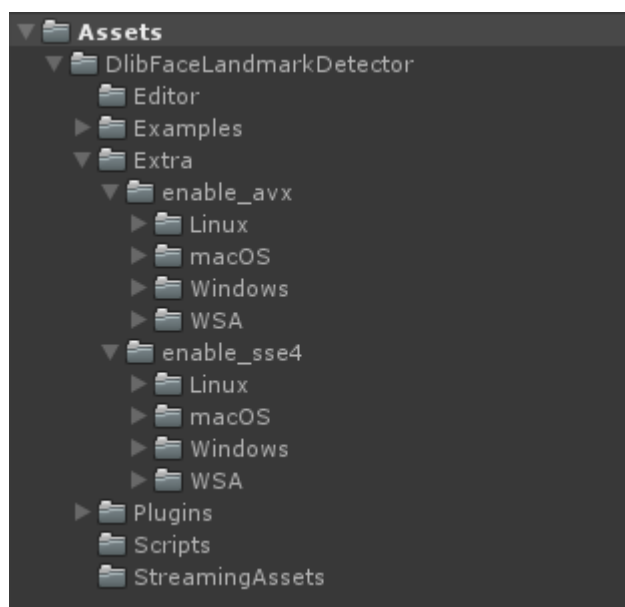 Assets
DlibFaceLandmarkDetector
Editor
Examples
Extra
enable_avx
Linux
macOS
Windows
WSA
enable_sse4
Linux
macOS
Windows
WSA
Plugins
Scripts
StreamingAssets